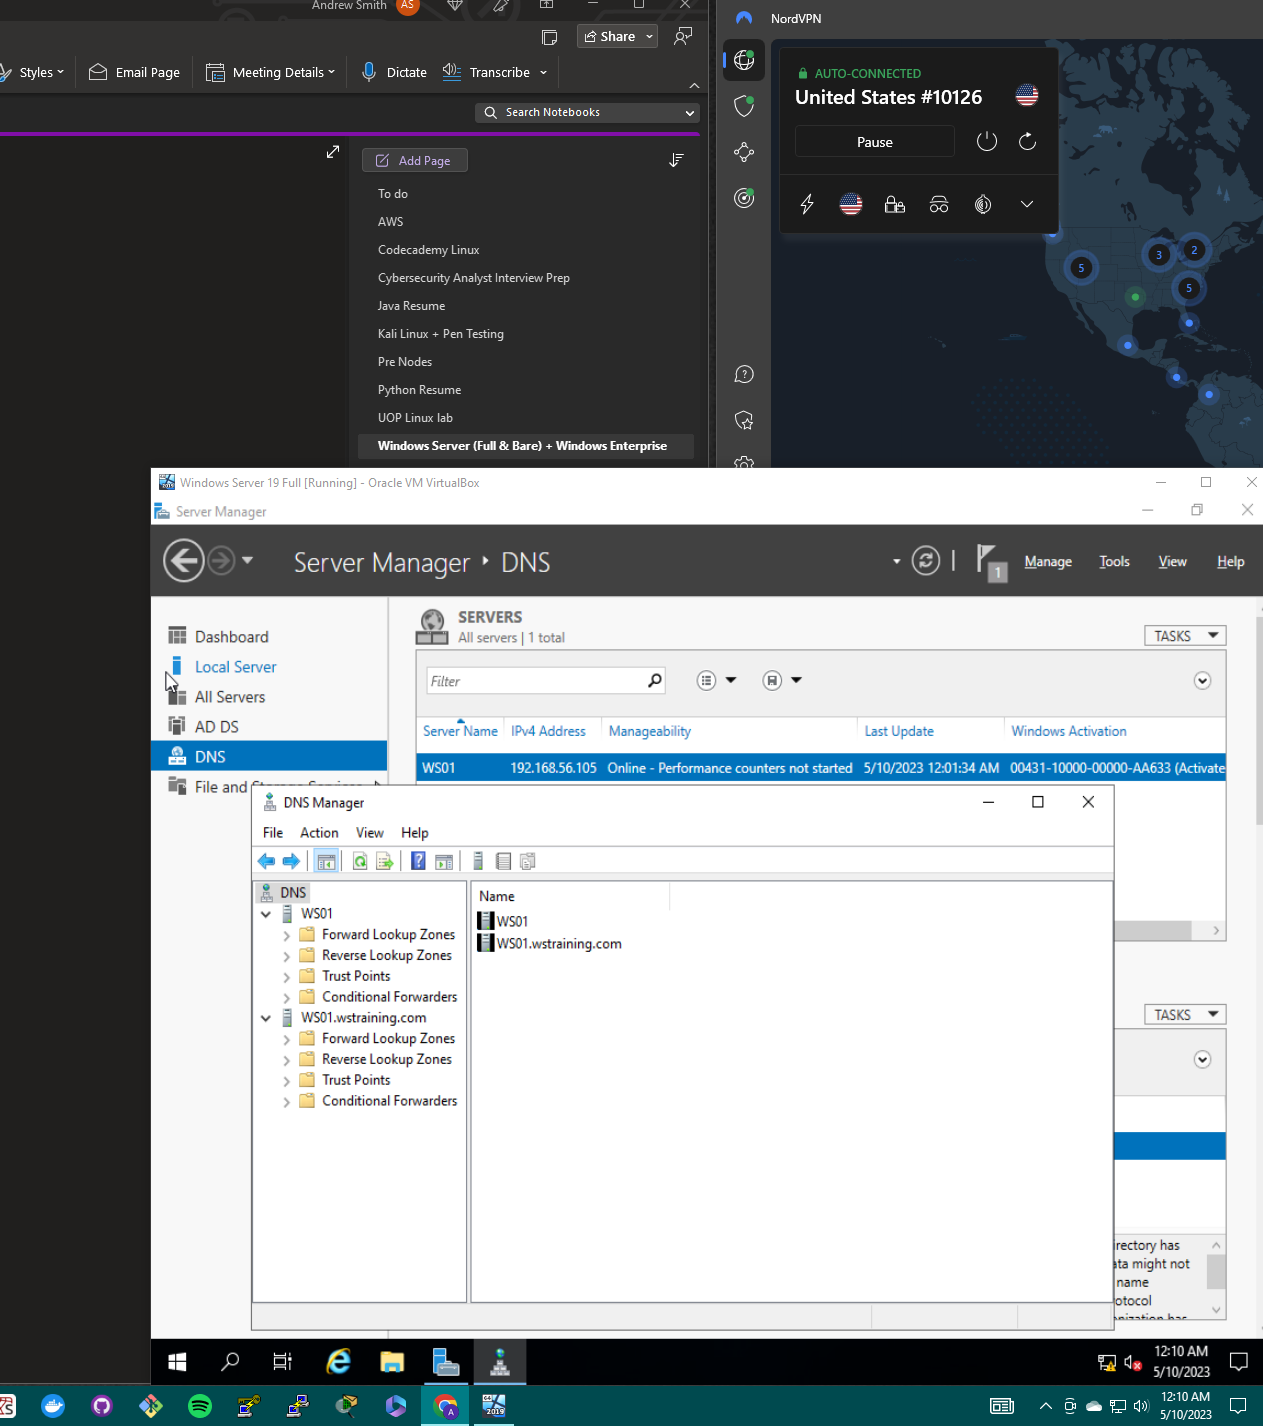 Andrew Smith
AS
NordVPN
Share
AUTO-CONNECTED
United States #10126
Styles
Email Page
Meeting Details
Dictate
Transcribe
Search Notebooks
Pause
Add Page
To do
AWS
Codecademy Linux
Cybersecurity Analyst Interview Prep
Java Resume
Kali Linux + Pen Testing
Pre Nodes
Python Resume
UOP Linux lab
Windows Server (Full & Bare) + Windows Enterprise
5
3
2
5
Windows Server 19 Full [Running] - Oracle VM VirtualBox
Server Manager
Server Manager · DNS
1
Manage
Tools
View
Help
Dashboard
Local Server
All Servers
AD DS
DNS
File and Storage Services
SERVERS
All servers | 1 total
TASKS
Filter
Server Name IPv4 Address Manageability Last Update Windows Activation
WS01 192.168.56.105 Online - Performance counters not started 5/10/2023 12:01:34 AM 00431-10000-00000-AA633 (Activate
DNS Manager
File Action View Help
DNS
WS01
Forward Lookup Zones
Reverse Lookup Zones
Trust Points
Conditional Forwarders
WS01.wstraining.com
Forward Lookup Zones
Reverse Lookup Zones
Trust Points
Conditional Forwarders
Name
WS01
WS01.wstraining.com
TASKS
irectory has
ata might not
name
otocol
12:10 AM
5/10/2023
2019
12:10 AM
5/10/2023